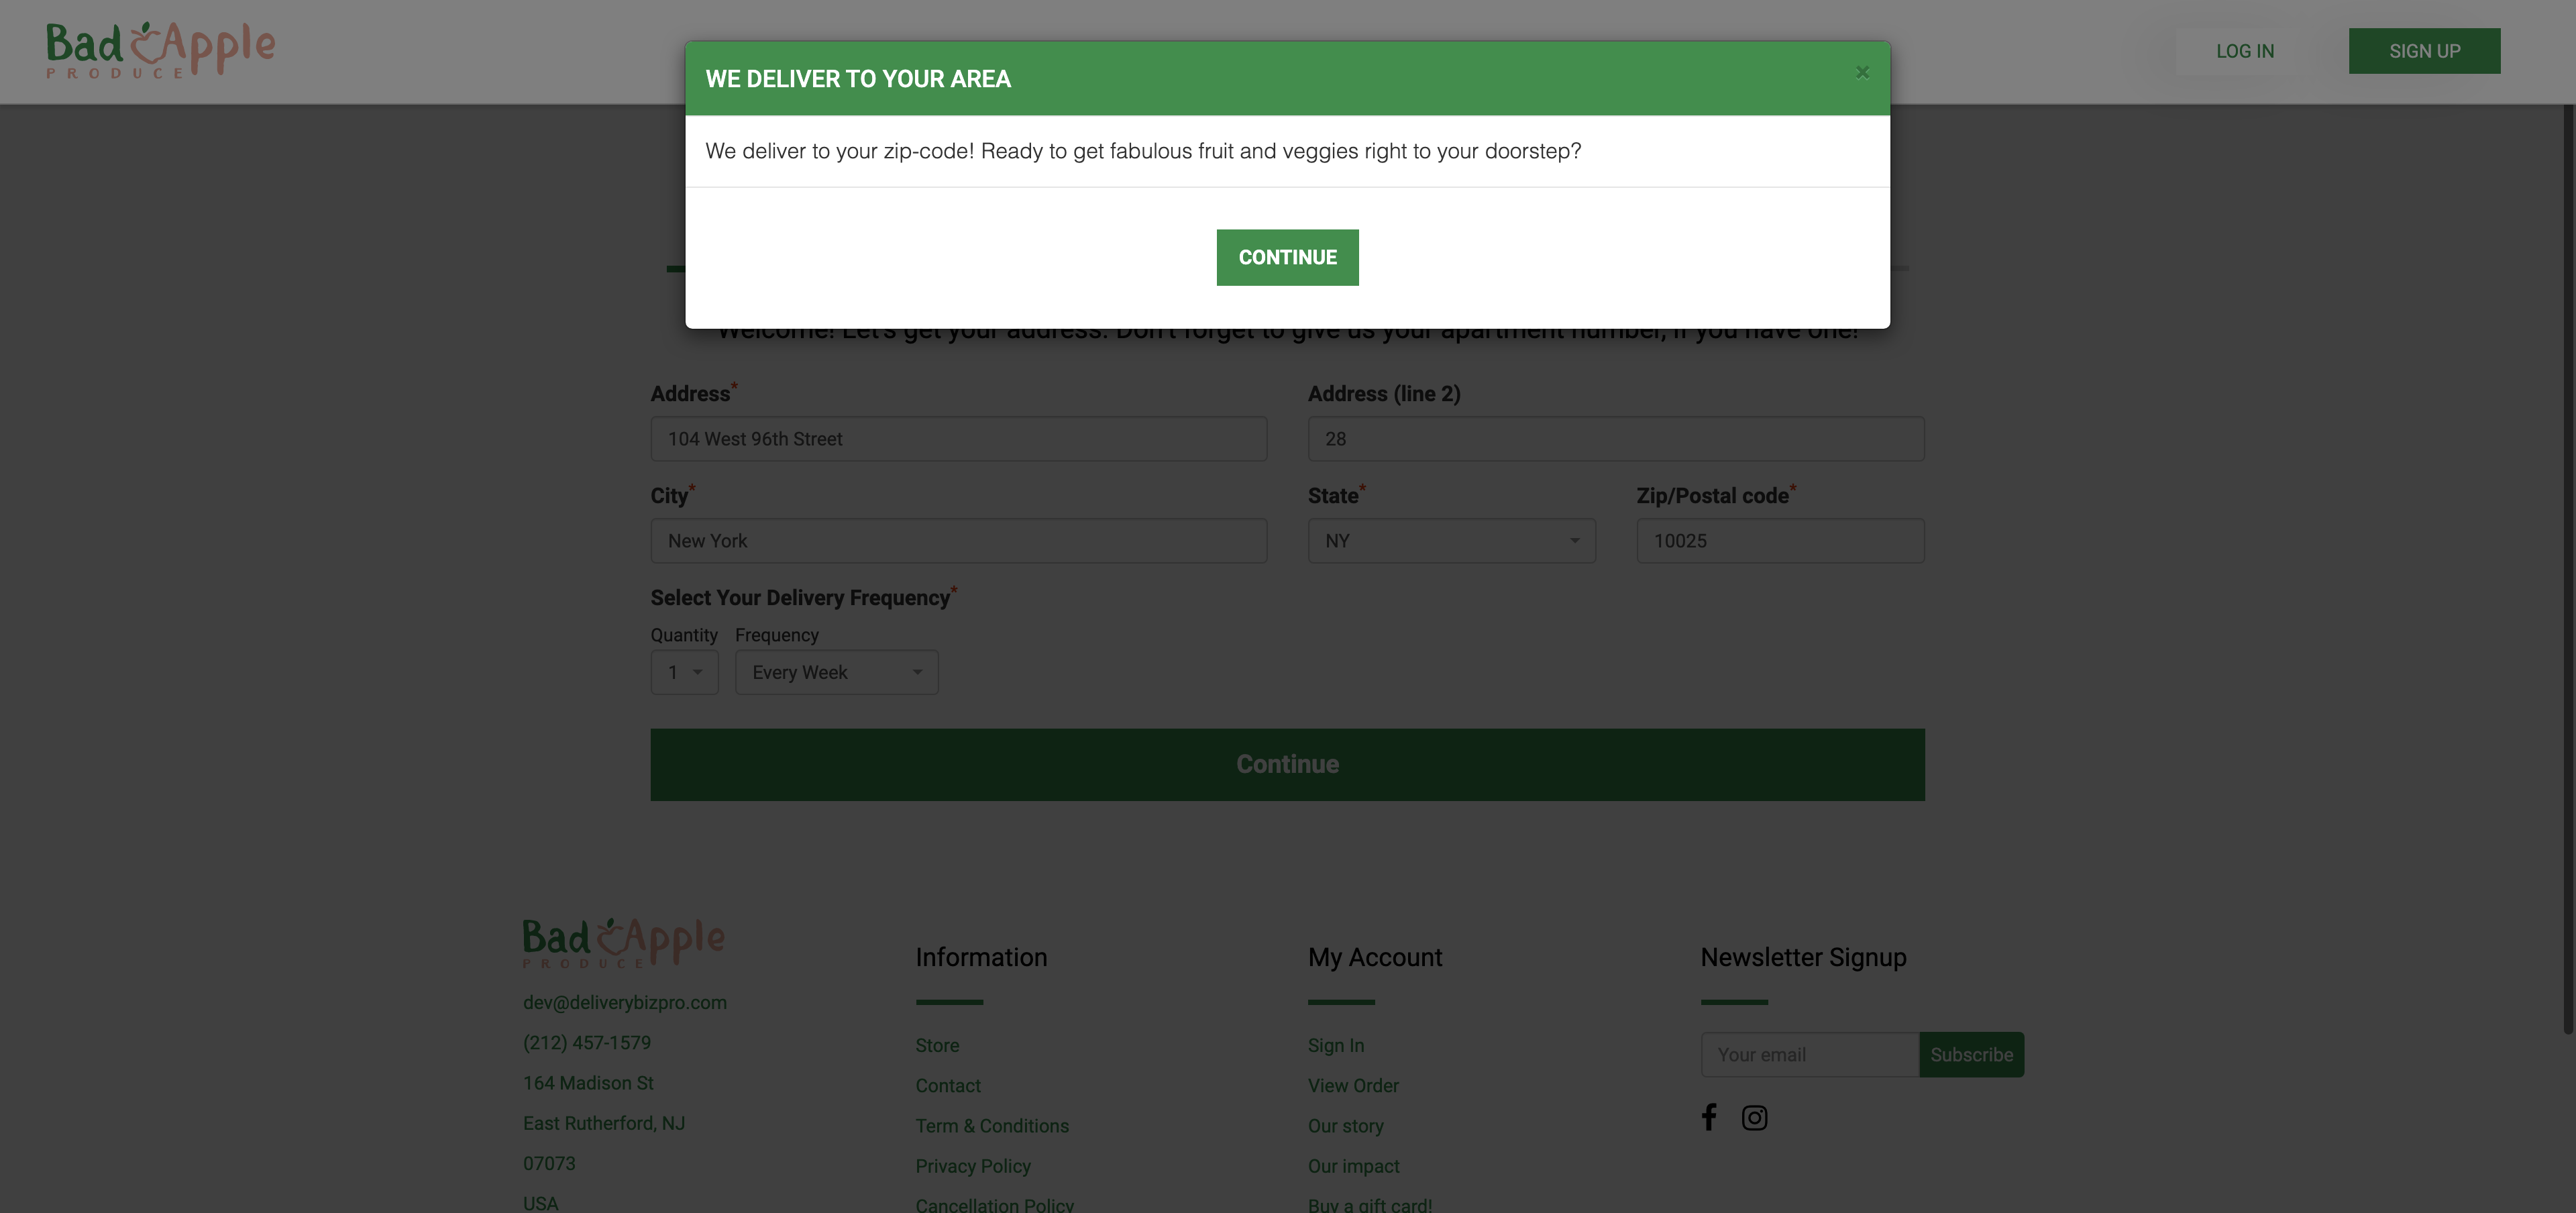 Bad Apple
PRODUCE
LOG IN
SIGN UP
WE DELIVER TO YOUR AREA
×
We deliver to your zip-code! Ready to get fabulous fruit and veggies right to your doorstep?
CONTINUE
Welcome! Let's get your address. Don't forget to give us your apartment number, if you have one!
Address*
Address (line 2)
104 West 96th Street
28
City*
State*
Zip/Postal code*
New York
NY
10025
Select Your Delivery Frequency*
Quantity
Frequency
1
Every Week
Continue
Bad Apple
PRODUCE
dev@deliverybizpro.com
(212) 457-1579
164 Madison St
East Rutherford, NJ
07073
USA
Information
Store
Contact
Term & Conditions
Privacy Policy
Cancellation Policy
My Account
Sign In
View Order
Our story
Our impact
Buy a gift card!
Newsletter Signup
Your email
Subscribe